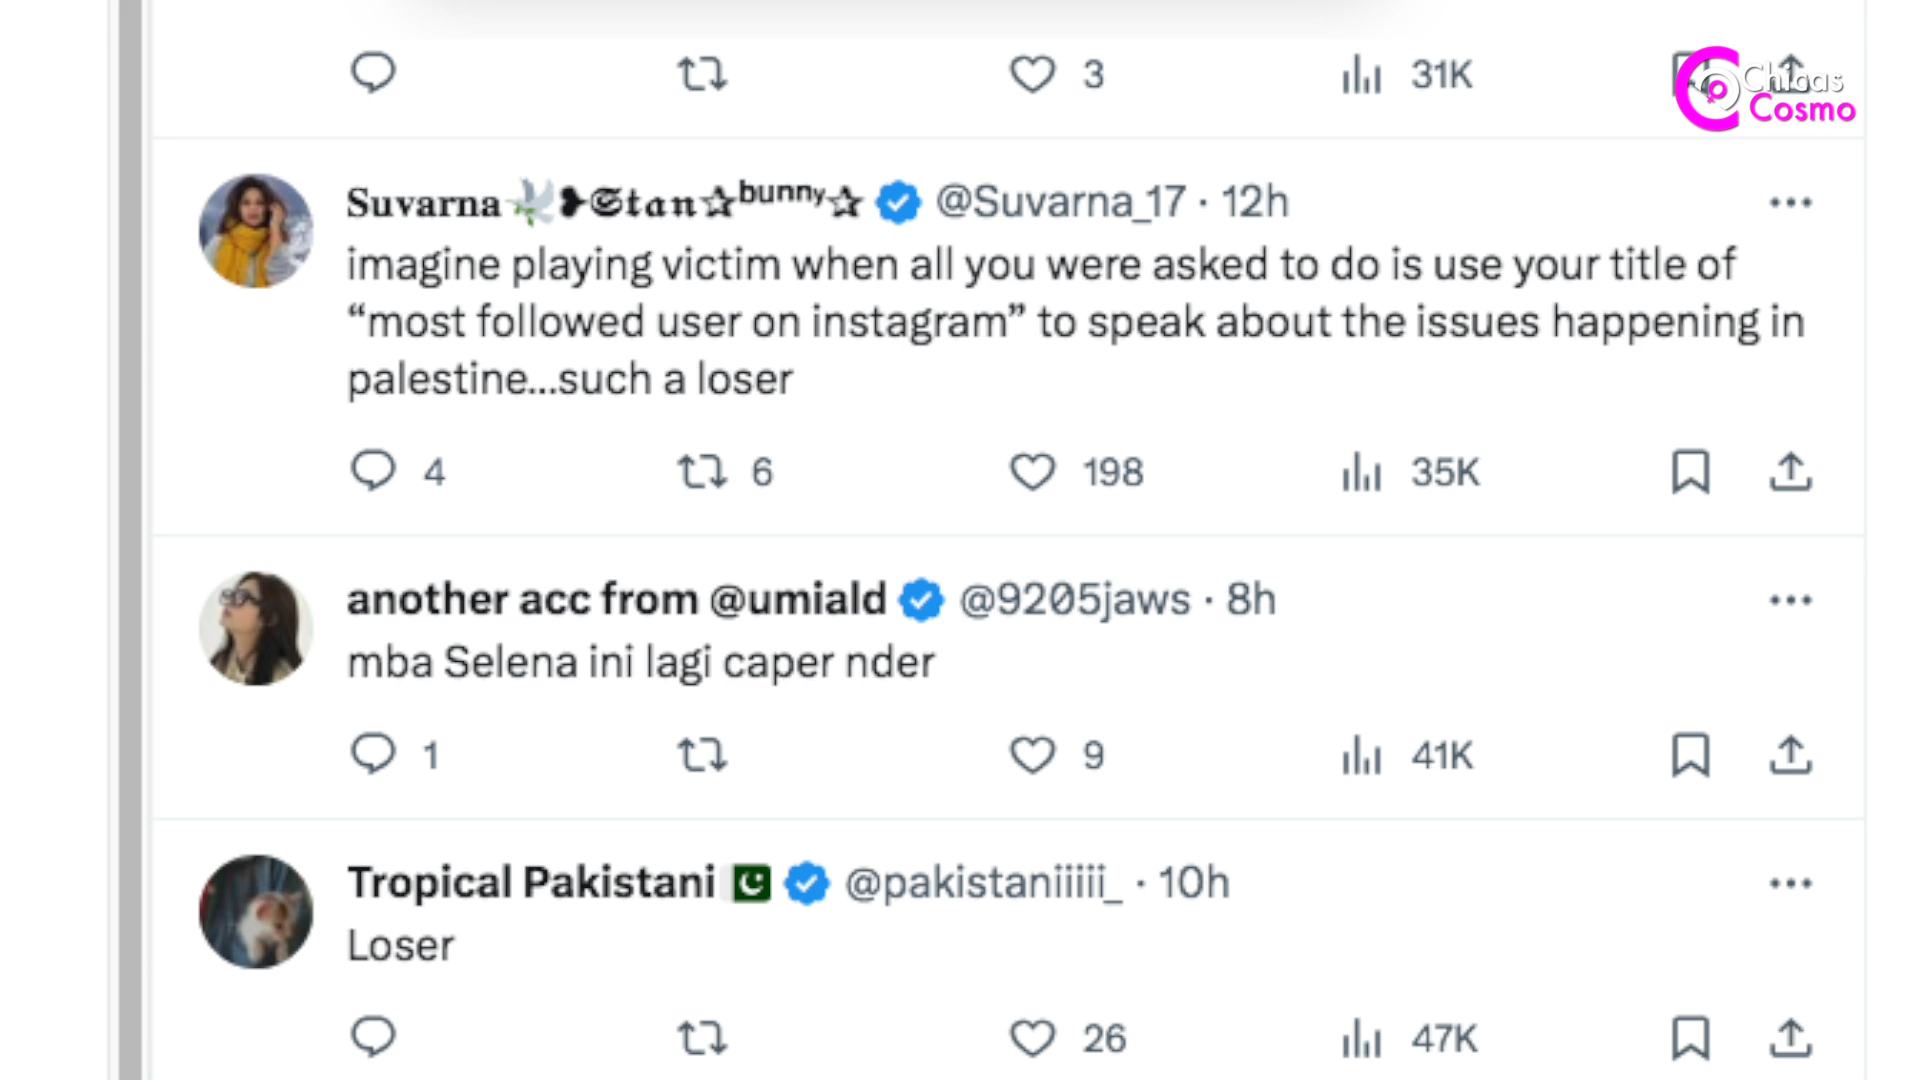 3 31K
Chicas
Cosmo
Suvarna🕊️❥𝕾𝖙𝖆𝖓☆ᵇᵘⁿⁿʸ☆ @Suvarna_17 · 12h
imagine playing victim when all you were asked to do is use your title of
“most followed user on instagram” to speak about the issues happening in
palestine...such a loser
4 6 198 35K
another acc from @umiald @9205jaws · 8h
mba Selena ini lagi caper nder
1 9 41K
Tropical Pakistani🇵🇰 @pakistaniiiii_ · 10h
Loser
26 47K